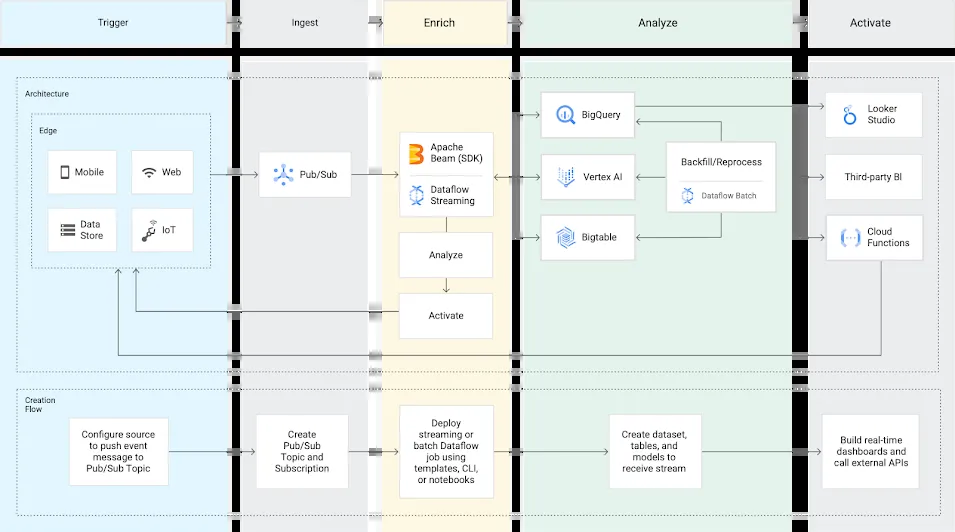 Trigger
Ingest
Enrich
Analyze
Activate
Architecture
Edge
Mobile
Web
Data
Store
IoT
Pub/Sub
Apache
Beam (SDK)
Dataflow
Streaming
Analyze
Activate
BigQuery
Vertex AI
Bigtable
Backfill/Reprocess
Dataflow Batch
Looker
Studio
Third-party BI
Cloud
Functions
Creation
Flow
Configure source
to push event
message to
Pub/Sub Topic
Create
Pub/Sub
Topic and
Subscription
Deploy
streaming or
batch Dataflow
job using
templates, CLI,
or notebooks
Create dataset,
tables, and
models to
receive stream
Build real-time
dashboards and
call external APIs